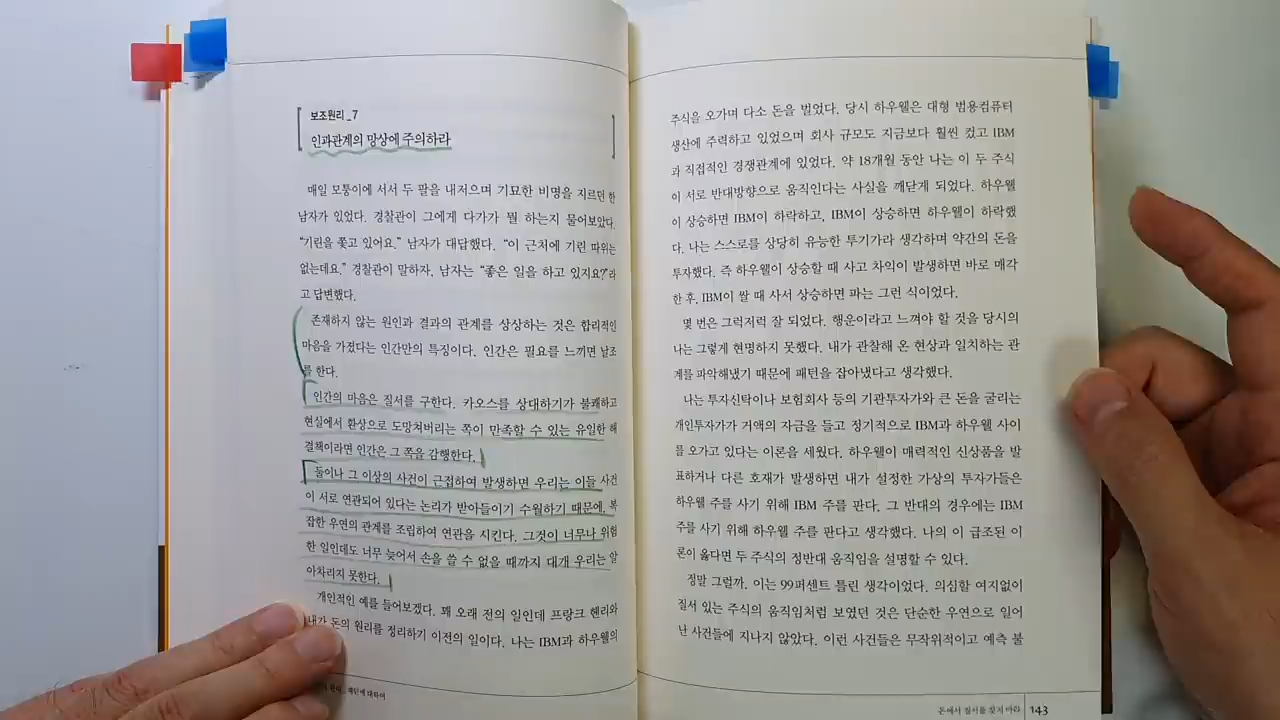 보조원리_7
인과관계의 망상에 주의하라
매일 모퉁이에 서서 두 팔을 내저으며 기묘한 비명을 지르던 한
남자가 있었다. 경찰관이 그에게 다가가 뭘 하는지 물어보았다.
“기린을 쫓고 있어요.” 남자가 대답했다. “이 근처에 기린 따위는
없는데요.” 경찰관이 말하자, 남자는 “좋은 일을 하고 있지요?”라
고 답변했다.
존재하지 않는 원인과 결과의 관계를 상상하는 것은 합리적인
마음을 가졌다는 인간만의 특징이다. 인간은 필요를 느끼면 날조
를 한다.
인간의 마음은 질서를 구한다. 카오스를 상대하기가 불쾌하고
현실에서 환상으로 도망쳐버리는 쪽이 만족할 수 있는 유일한 해
결책이라면 인간은 그 쪽을 감행한다.
둘이나 그 이상의 사건이 근접하여 발생하면 우리는 이들 사건
이 서로 연관되어 있다는 논리가 받아들이기 수월하기 때문에, 복
잡한 우연의 관계를 조립하여 연관을 시킨다. 그것이 너무나 위험
한 일인데도 너무 늦어서 손을 쓸 수 없을 때까지 대개 우리는 알
아차리지 못한다.
개인적인 예를 들어보겠다. 꽤 오래 전의 일인데 프랑크 헨리와
내가 돈의 원리를 정리하기 이전의 일이다. 나는 IBM과 하우웰의
원리_패턴에 대하여
주식을 오가며 다소 돈을 벌었다. 당시 하우웰은 대형 범용컴퓨터
생산에 주력하고 있었으며 회사 규모도 지금보다 훨씬 컸고 IBM
과 직접적인 경쟁관계에 있었다. 약 18개월 동안 나는 이 두 주식
이 서로 반대방향으로 움직인다는 사실을 깨닫게 되었다. 하우웰
이 상승하면 IBM이 하락하고, IBM이 상승하면 하우웰이 하락했
다. 나는 스스로를 상당히 유능한 투기가라 생각하며 약간의 돈을
투자했다. 즉 하우웰이 상승할 때 사고 차익이 발생하면 바로 매각
한 후, IBM이 쌀 때 사서 상승하면 파는 그런 식이었다.
몇 번은 그럭저럭 잘 되었다. 행운이라고 느껴야 할 것을 당시의
나는 그렇게 현명하지 못했다. 내가 관찰해 온 현상과 일치하는 관
계를 파악해냈기 때문에 패턴을 잡아냈다고 생각했다.
나는 투자신탁이나 보험회사 등의 기관투자가와 큰 돈을 굴리는
개인투자가가 거액의 자금을 들고 정기적으로 IBM과 하우웰 사이
를 오가고 있다는 이론을 세웠다. 하우웰이 매력적인 신상품을 발
표하거나 다른 호재가 발생하면 내가 설정한 가상의 투자가들은
하우웰 주를 사기 위해 IBM 주를 판다. 그 반대의 경우에는 IBM
주를 사기 위해 하우웰 주를 판다고 생각했다. 나의 이 급조된 이
론이 옳다면 두 주식의 정반대 움직임을 설명할 수 있다.
정말 그럴까. 이는 99퍼센트 틀린 생각이었다. 의심할 여지없이
질서 있는 주식의 움직임처럼 보였던 것은 단순한 우연으로 일어
난 사건들에 지나지 않았다. 이런 사건들은 무작위적이고 예측 불
돈에서 질서를 찾지 마라 143